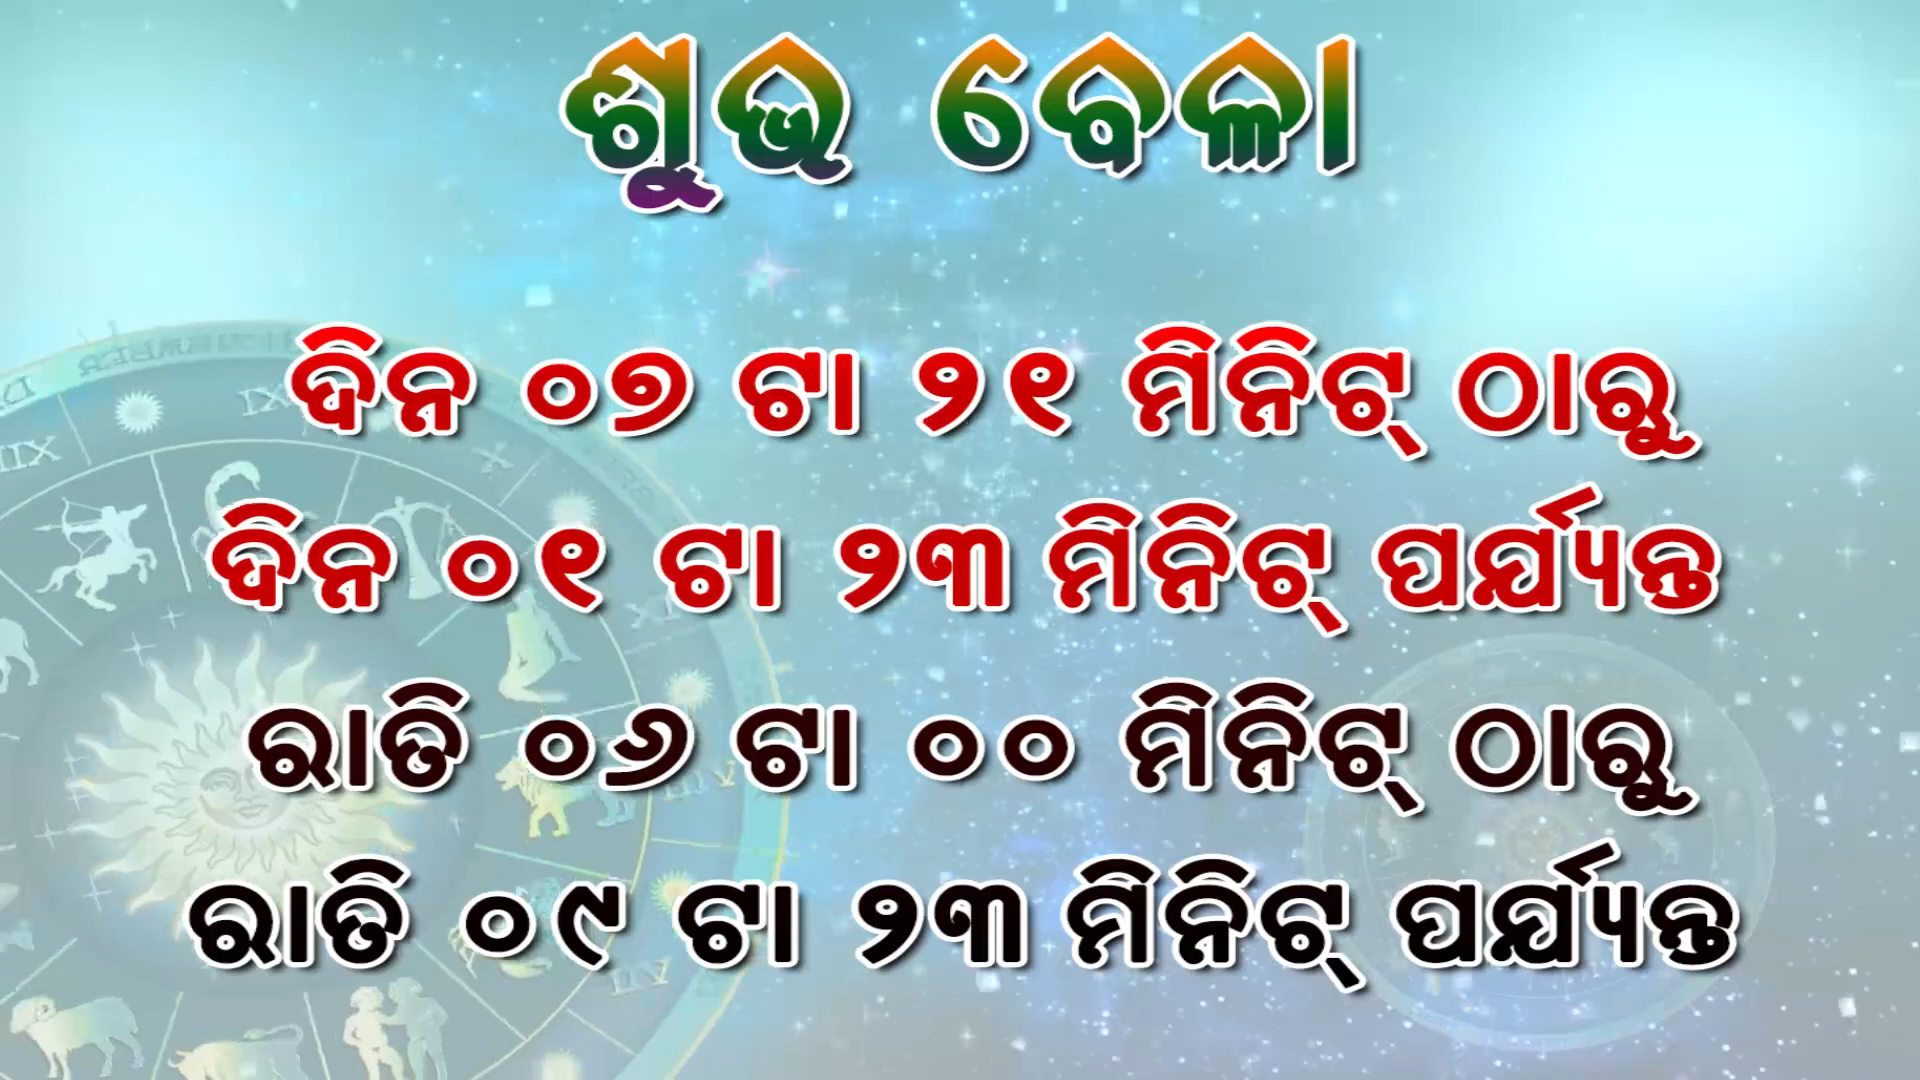 ଶୁଭ ବେଳା
ଦିନ ୦୭ ଟା ୨୧ ମିନିଟ୍ ଠାରୁ
ଦିନ ୦୧ ଟା ୨୩ ମିନିଟ୍ ପର୍ଯ୍ୟନ୍ତ
ରାତି ୦୬ ଟା ୦୦ ମିନିଟ୍ ଠାରୁ
ରାତି ୦୯ ଟା ୨୩ ମିନିଟ୍ ପର୍ଯ୍ୟନ୍ତ